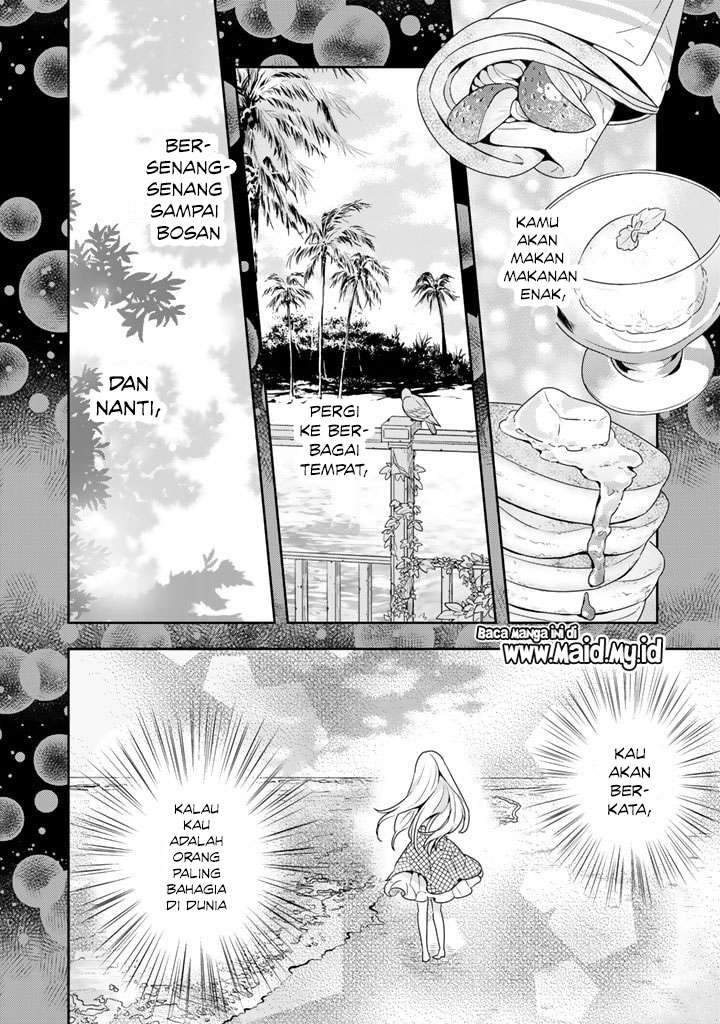 KAMU
AKAN
MAKAN
MAKANAN
ENAK,
PERGI
KE BER-
BAGAI
TEMPAT,
BER-
SENANG-
SENANG
SAMPAI
BOSAN
DAN
NANTI,
Baca Manga ini di
www.Maid.My.id
KAU
AKAN
BER-
KATA,
KALAU
KAU
ADALAH
ORANG
PALING
BAHAGIA
DI DUNIA